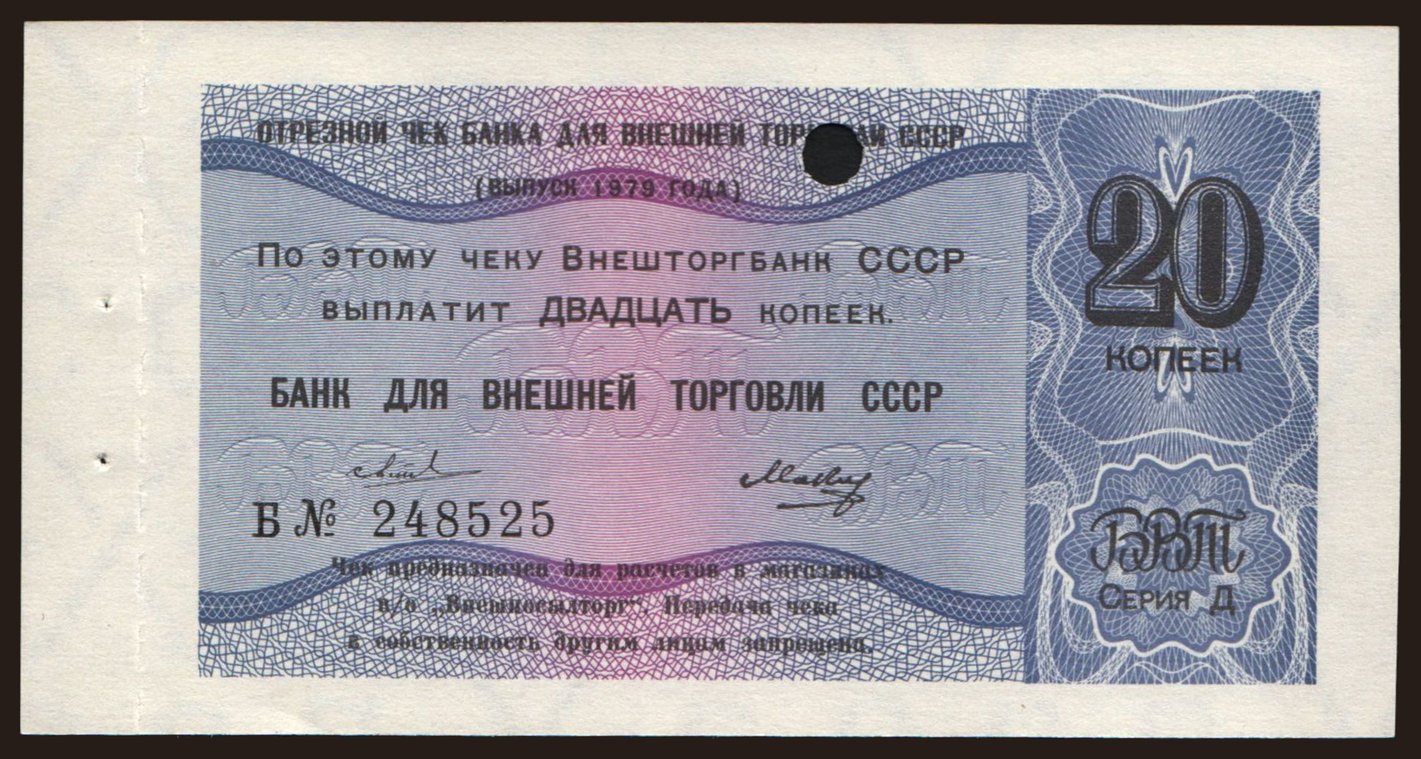 ОТРЕЗНОЙ ЧЕК БАНКА ДЛЯ ВНЕШНЕЙ СССР
(ВЫПУСК 1979 ГОДА)
По этому чеку Внешторгбанк СССР
выплатит ДВАДЦАТЬ копеек.
БАНК ДЛЯ ВНЕШНЕЙ ТОРГОВЛИ СССР
Б № 248525
Чек предназначен для расчетов в магазинах
в/о „Внешпосылторг“. Передача чека
в собственность другим лицам запрещена.
20
КОПЕЕК
БВТ
Серия Д